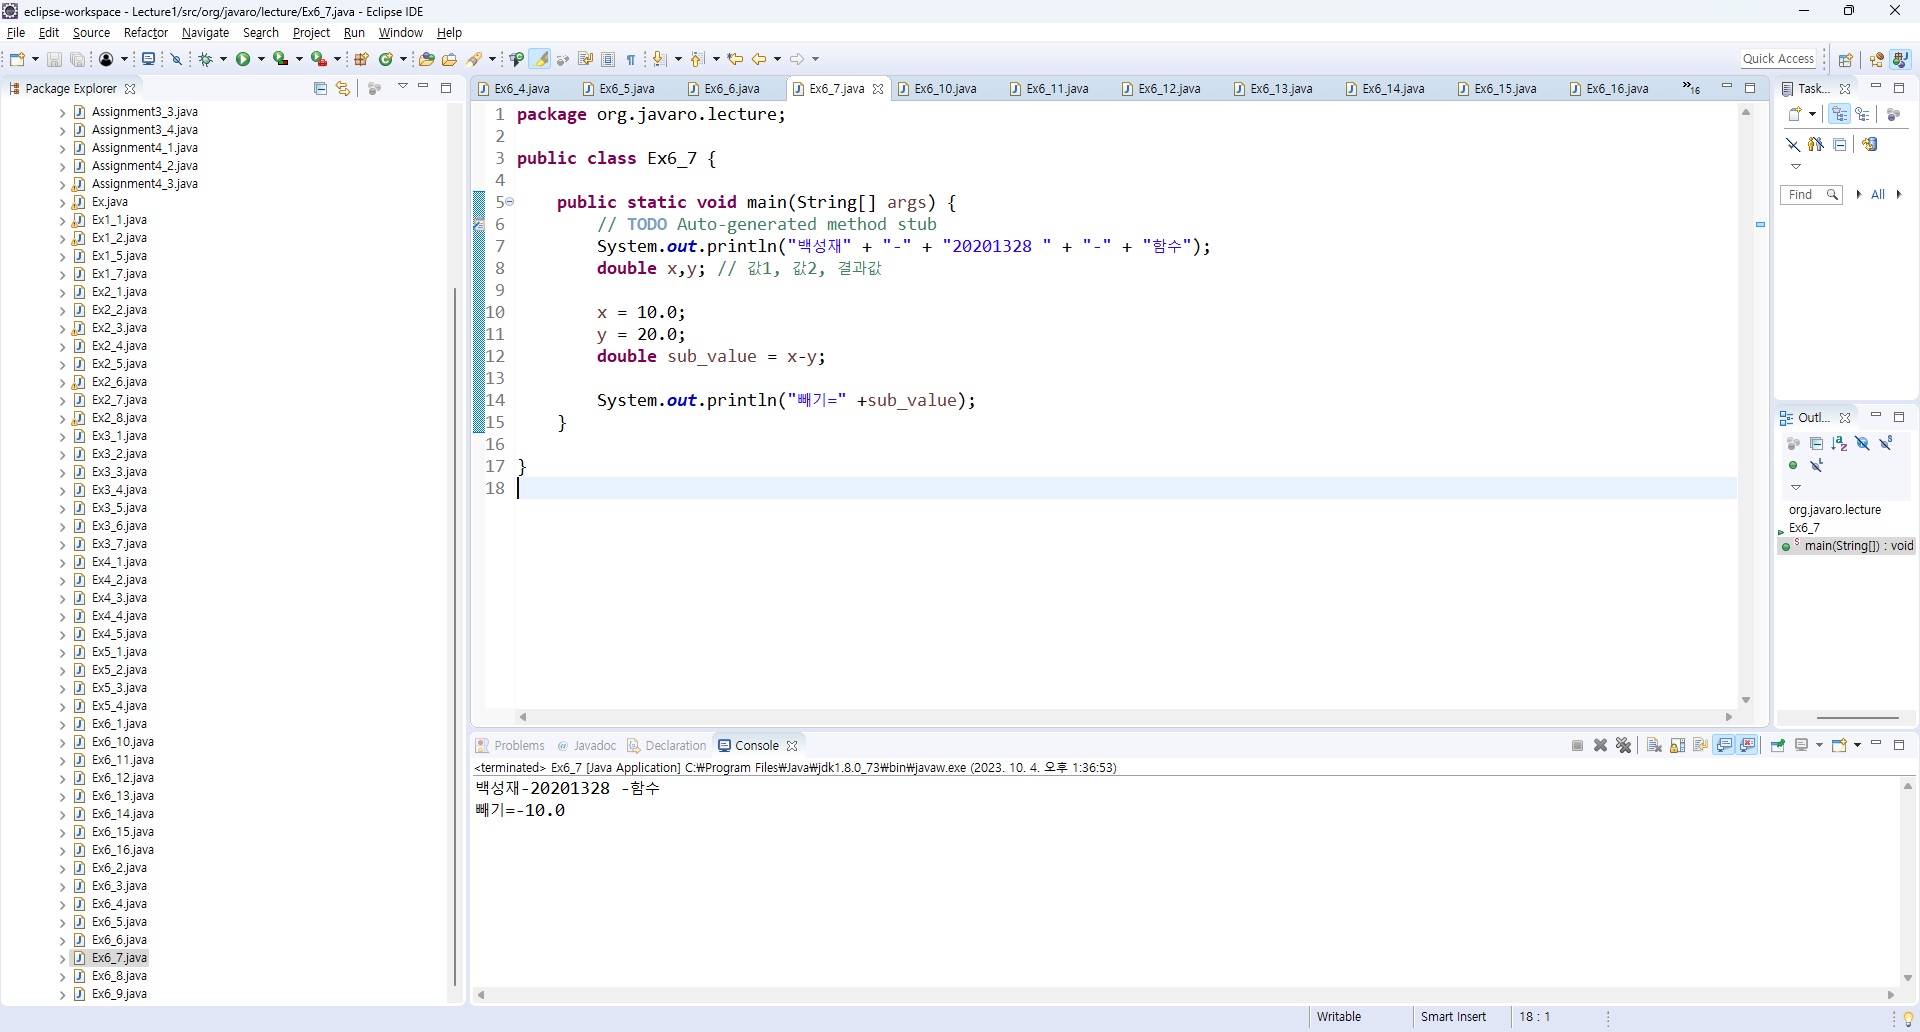 eclipse-workspace - Lecture1/src/org/javaro/lecture/Ex6_7.java - Eclipse IDE
File Edit Source Refactor Navigate Search Project Run Window Help
Quick Access
Package Explorer
Assignment3_3.java
Assignment3_4.java
Assignment4_1.java
Assignment4_2.java
Assignment4_3.java
Ex.java
Ex1_1.java
Ex1_2.java
Ex1_5.java
Ex1_7.java
Ex2_1.java
Ex2_2.java
Ex2_3.java
Ex2_4.java
Ex2_5.java
Ex2_6.java
Ex2_7.java
Ex2_8.java
Ex3_1.java
Ex3_2.java
Ex3_3.java
Ex3_4.java
Ex3_5.java
Ex3_6.java
Ex3_7.java
Ex4_1.java
Ex4_2.java
Ex4_3.java
Ex4_4.java
Ex4_5.java
Ex5_1.java
Ex5_2.java
Ex5_3.java
Ex5_4.java
Ex6_1.java
Ex6_10.java
Ex6_11.java
Ex6_12.java
Ex6_13.java
Ex6_14.java
Ex6_15.java
Ex6_16.java
Ex6_2.java
Ex6_3.java
Ex6_4.java
Ex6_5.java
Ex6_6.java
Ex6_7.java
Ex6_8.java
Ex6_9.java
Ex6_4.java Ex6_5.java Ex6_6.java Ex6_7.java Ex6_10.java Ex6_11.java Ex6_12.java Ex6_13.java Ex6_14.java Ex6_15.java Ex6_16.java »16
1 package org.javaro.lecture;
2
3 public class Ex6_7 {
4
5 public static void main(String[] args) {
6 // TODO Auto-generated method stub
7 System.out.println("백성재" + "-" + "20201328 " + "-" + "함수");
8 double x,y; // 값1, 값2, 결과값
9
10 x = 10.0;
11 y = 20.0;
12 double sub_value = x-y;
13
14 System.out.println("빼기=" +sub_value);
15 }
16
17 }
18
Task...
Find All
Outl...
org.javaro.lecture
Ex6_7
main(String[]) : void
Problems @ Javadoc Declaration Console
<terminated> Ex6_7 [Java Application] C:₩Program Files₩Java₩jdk1.8.0_73₩bin₩javaw.exe (2023. 10. 4. 오후 1:36:53)
백성재-20201328 -함수
빼기=-10.0
Writable Smart Insert 18 : 1